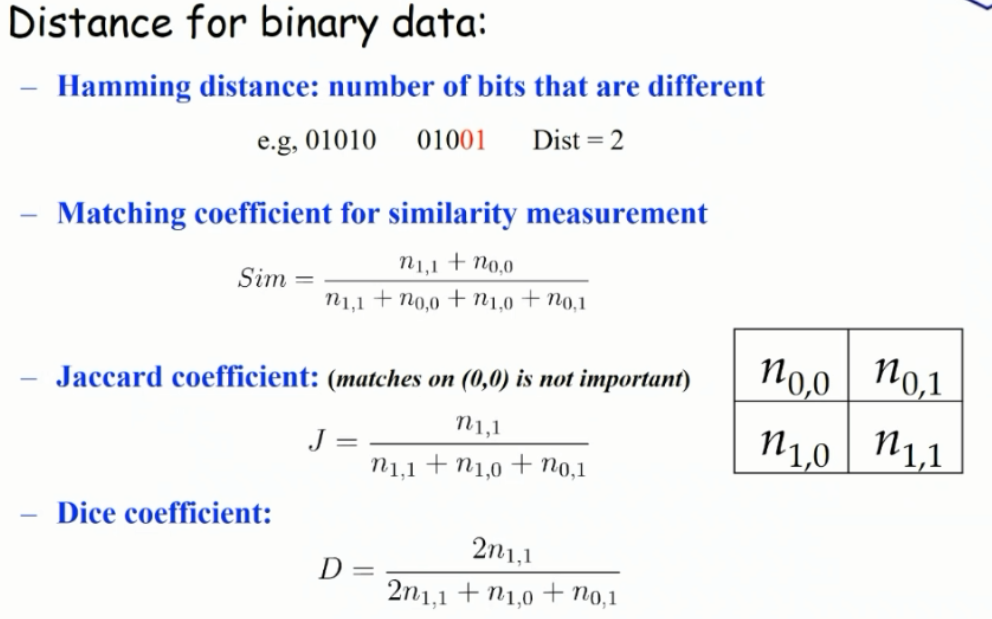 Distance for binary data:
– Hamming distance: number of bits that are different
e.g, 01010 01001 Dist = 2
– Matching coefficient for similarity measurement
Sim = \frac{n_{1,1} + n_{0,0}}{n_{1,1} + n_{0,0} + n_{1,0} + n_{0,1}}
– Jaccard coefficient: (matches on (0,0) is not important)
J = \frac{n_{1,1}}{n_{1,1} + n_{1,0} + n_{0,1}}
n_{0,0} n_{0,1}
n_{1,0} n_{1,1}
– Dice coefficient:
D = \frac{2n_{1,1}}{2n_{1,1} + n_{1,0} + n_{0,1}}